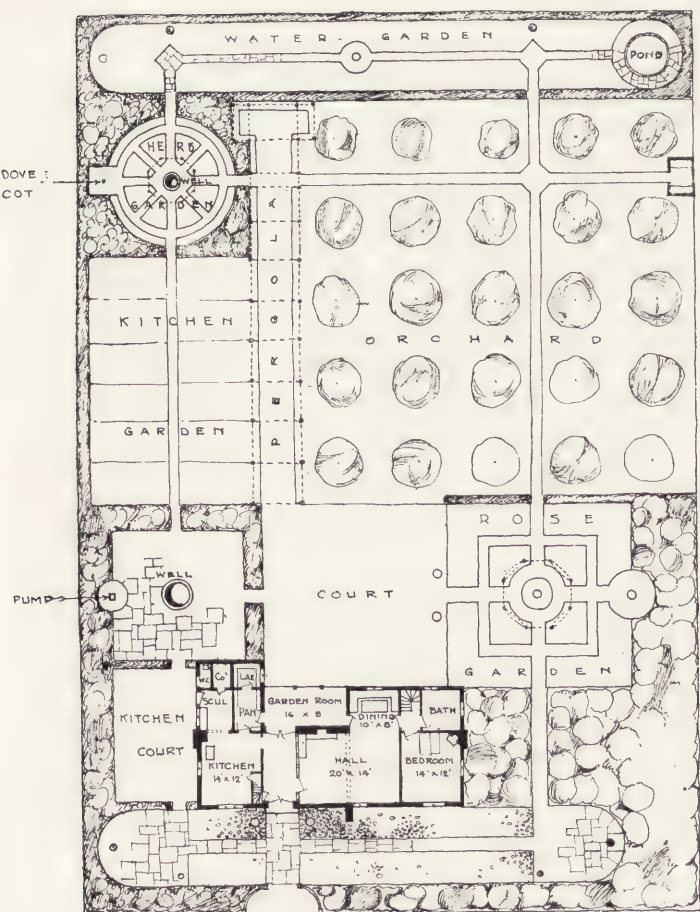 WATER-GARDEN
POND
DOVE:
COT
HERB
WELL
GARDEN
PERGOLA
KITCHEN
ORCHARD
GARDEN
ROSE
WELL
PUMP
COURT
GARDEN
W.C.
Co'
LAR
SCUL
PAN
GARDEN ROOM
16 x 8
DINING
10' x 8'
BATH
KITCHEN
COURT
KITCHEN
14' x 12'
HALL
20' x 14'
BEDROOM
14' x 12'